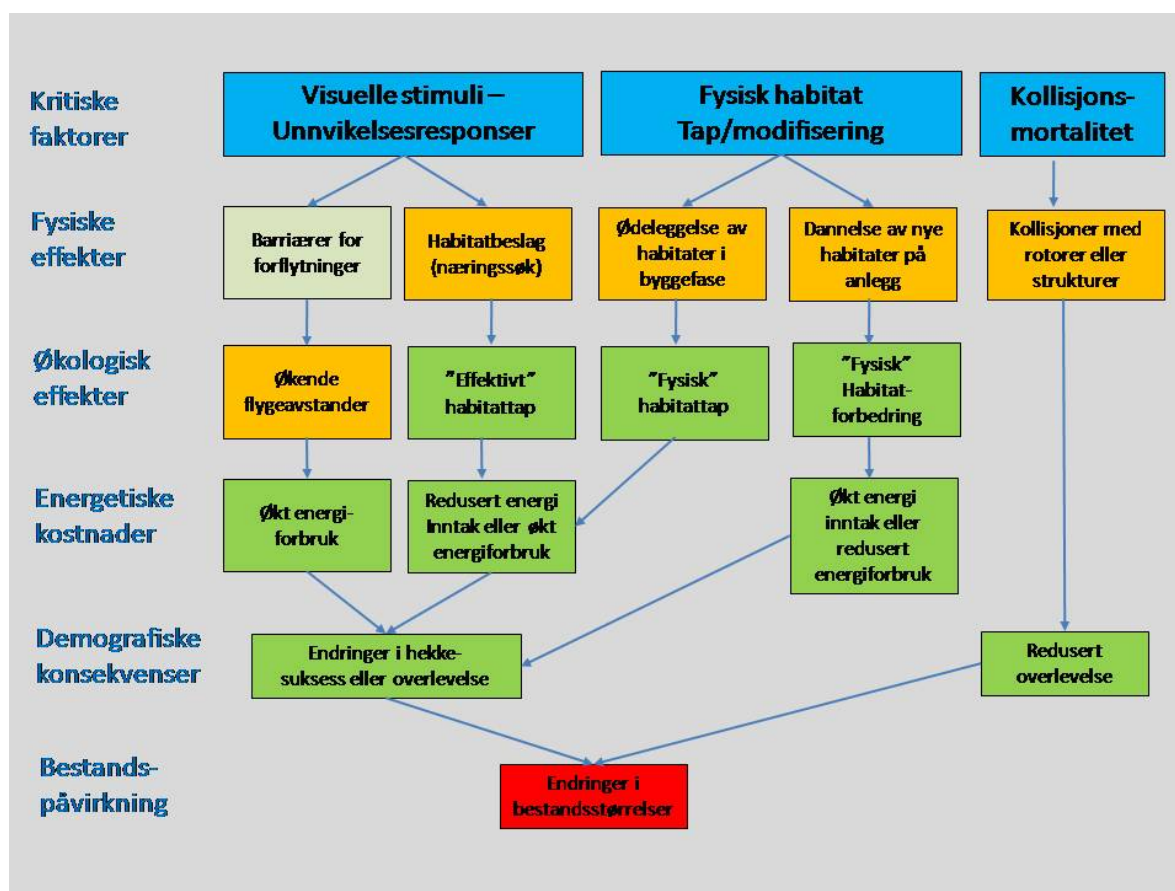 Kritiske
faktorer
Visuelle stimuli –
Unnvikelsesresponser
Fysisk habitat
Tap/modifisering
Kollisjons-
mortalitet
Fysiske
effekter
Barriærer for
forflytninger
Habitatbeslag
(næringssøk)
Ødeleggelse av
habitater i
byggefase
Dannelse av nye
habitater på
anlegg
Kollisjoner med
rotorer eller
strukturer
Økologisk
effekter
Økende
flygeavstander
"Effektivt"
habitattap
"Fysisk"
habitattap
"Fysisk"
Habitat-
forbedring
Energetiske
kostnader
Økt energi-
forbruk
Redusert energi
Inntak eller økt
energiforbruk
Økt energi
inntak eller
redusert
energiforbruk
Demografiske
konsekvenser
Endringer i hekke-
suksess eller overlevelse
Redusert
overlevelse
Bestands-
påvirkning
Endringer i
bestandsstørrelser